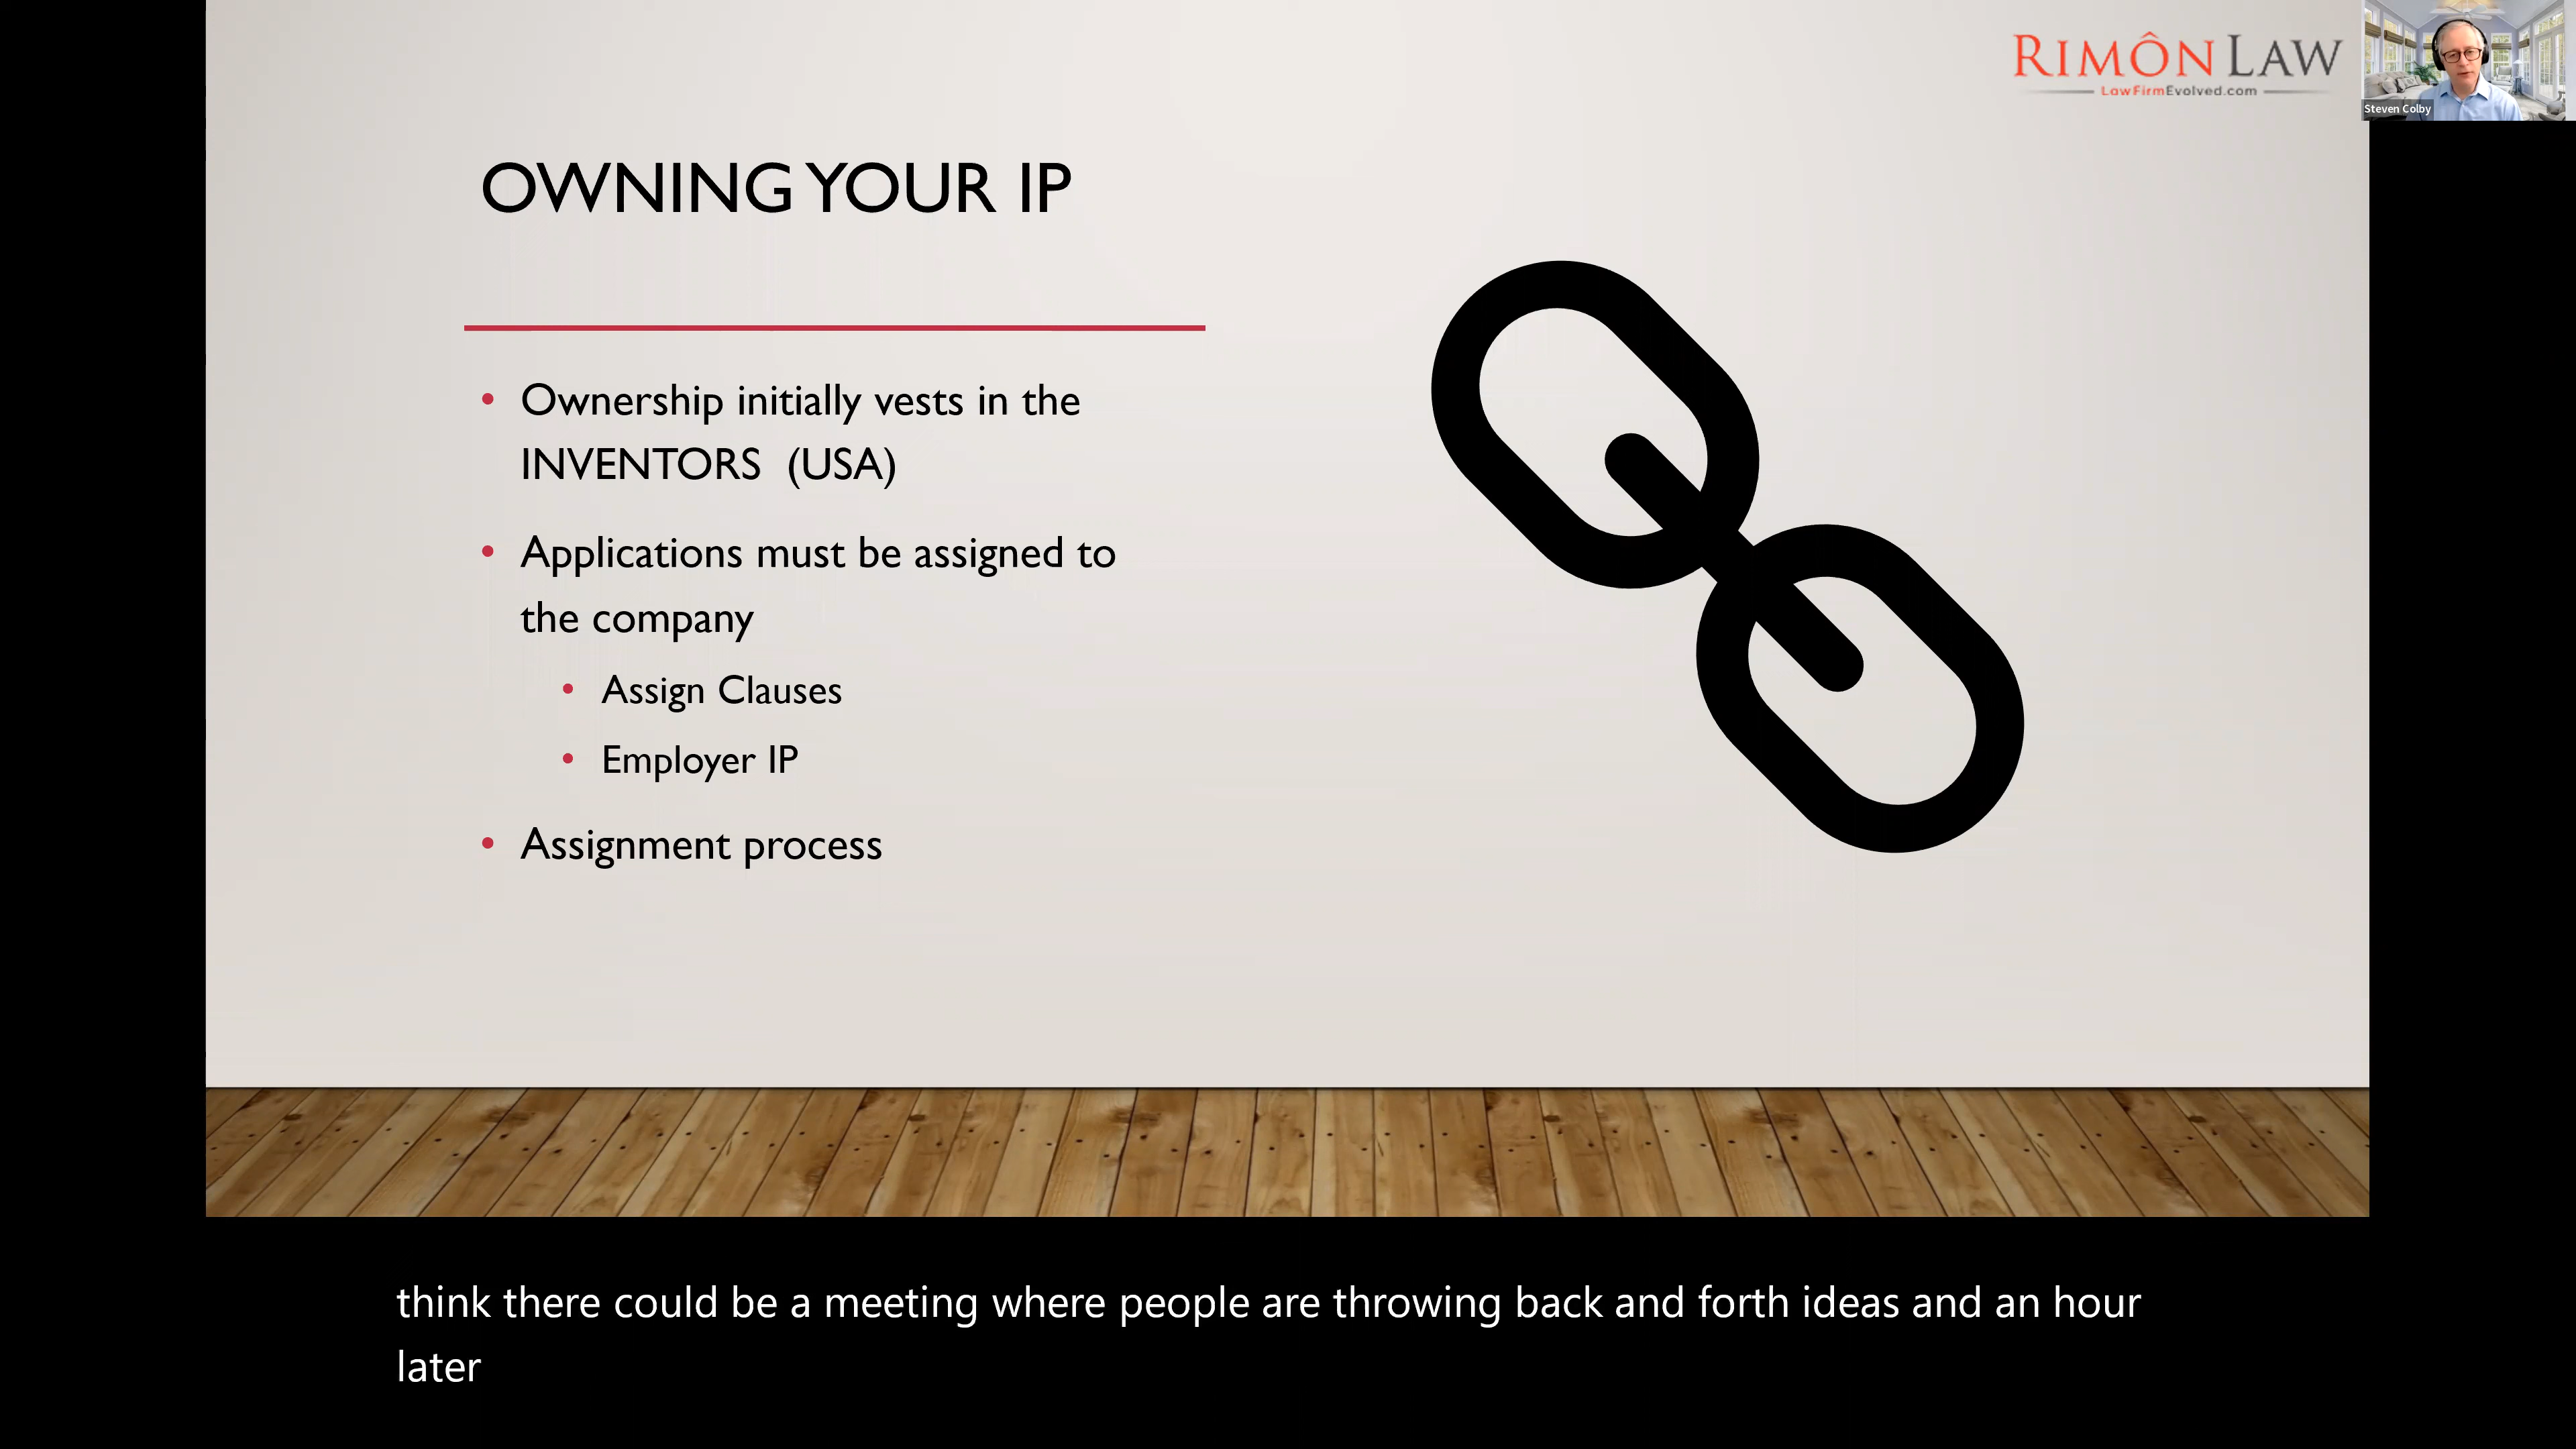 RIMÔN LAW
LawFirmEvolved.com
Steven Colby
OWNING YOUR IP
• Ownership initially vests in the
INVENTORS (USA)
• Applications must be assigned to
the company
• Assign Clauses
• Employer IP
• Assignment process
think there could be a meeting where people are throwing back and forth ideas and an hour
later